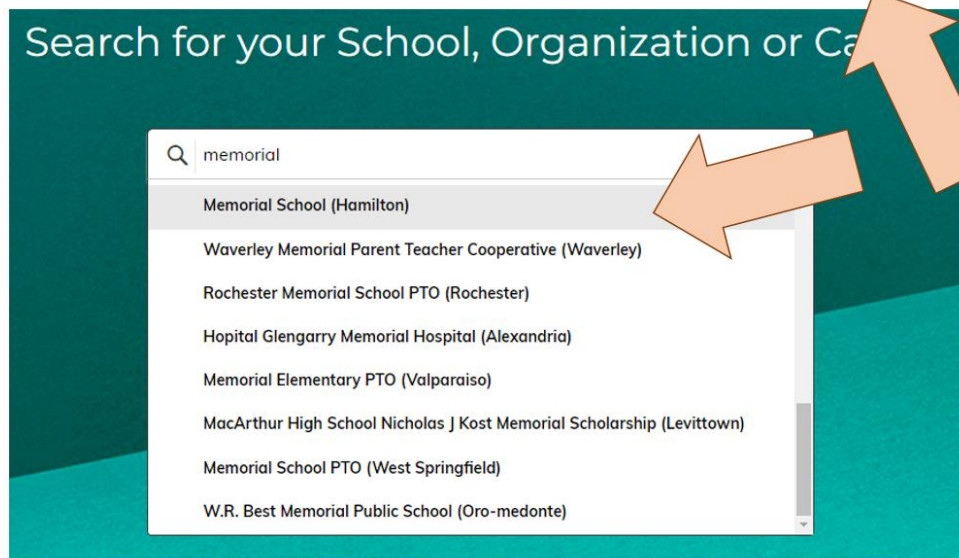 Search for your School, Organization or
memorial
Memorial School (Hamilton)
Waverley Memorial Parent Teacher Cooperative (Waverley)
Rochester Memorial School PTO (Rochester)
Hopital Glengarry Memorial Hospital (Alexandria)
Memorial Elementary PTO (Valparaiso)
MacArthur High School Nicholas J Kost Memorial Scholarship (Levittown)
Memorial School PTO (West Springfield)
W.R. Best Memorial Public School (Oro-medonte)